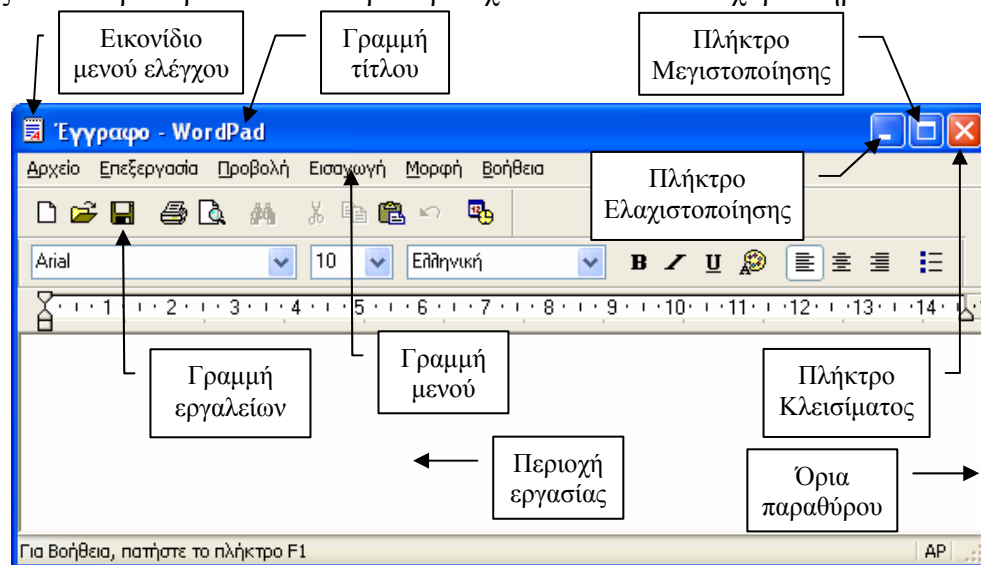 Εικονίδιο
μενού ελέγχου
Γραμμή
τίτλου
Πλήκτρο
Μεγιστοποίησης
Έγγραφο - WordPad
Αρχείο Επεξεργασία Προβολή Εισαγωγή Μορφή Βοήθεια
Πλήκτρο
Ελαχιστοποίησης
Arial 10 Ελληνική B I U
1 2 3 4 5 6 7 8 9 10 11 12 13 14
Γραμμή
εργαλείων
Γραμμή
μενού
Πλήκτρο
Κλεισίματος
Περιοχή
εργασίας
Όρια
παραθύρου
Για Βοήθεια, πατήστε το πλήκτρο F1 AP